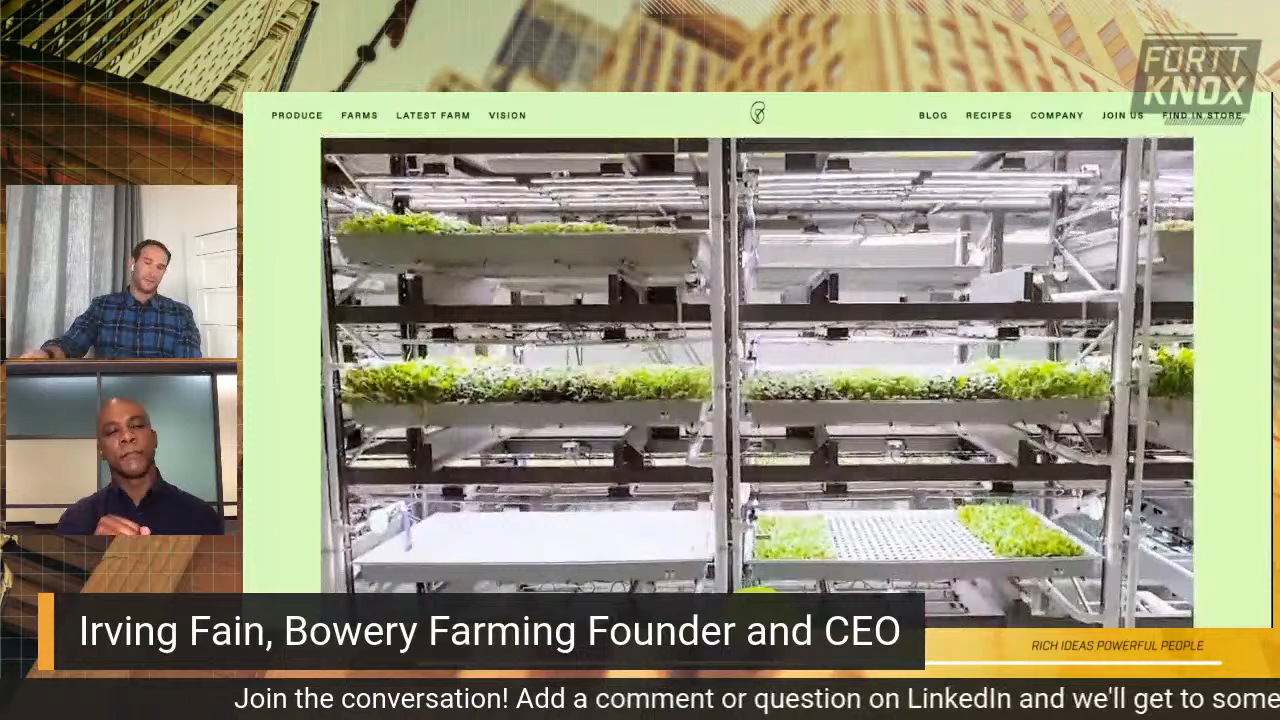 FORTT
KNOX
PRODUCE FARMS LATEST FARM VISION
BLOG RECIPES COMPANY JOIN US FIND IN STORE
Irving Fain, Bowery Farming Founder and CEO
RICH IDEAS POWERFUL PEOPLE
Join the conversation! Add a comment or question on LinkedIn and we'll get to some